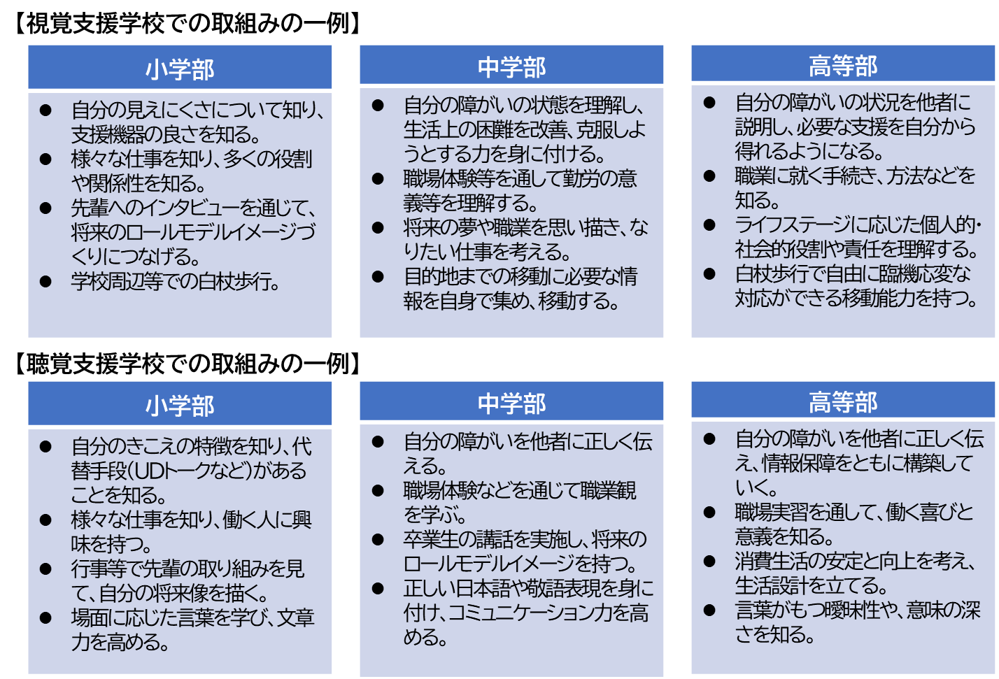 【視覚支援学校での取組みの一例】
小学部
● 自分の見えにくさについて知り、
支援機器の良さを知る。
● 様々な仕事を知り、多くの役割
や関係性を知る。
● 先輩へのインタビューを通じて、
将来のロールモデルイメージづ
くりにつなげる。
● 学校周辺等での白杖歩行。
中学部
● 自分の障がいの状態を理解し、
生活上の困難を改善、克服しよ
うとする力を身に付ける。
● 職場体験等を通して勤労の意
義等を理解する。
● 将来の夢や職業を思い描き、な
りたい仕事を考える。
● 目的地までの移動に必要な情
報を自身で集め、移動する。
高等部
● 自分の障がいの状況を他者に
説明し、必要な支援を自分から
得れるようになる。
● 職業に就く手続き、方法などを
知る。
● ライフステージに応じた個人的・
社会的役割や責任を理解する。
● 白杖歩行で自由に臨機応変な
対応ができる移動能力を持つ。
【聴覚支援学校での取組みの一例】
小学部
● 自分のきこえの特徴を知り、代
替手段(UDトークなど)がある
ことを知る。
● 様々な仕事を知り、働く人に興
味を持つ。
● 行事等で先輩の取り組みを見
て、自分の将来像を描く。
● 場面に応じた言葉を学び、文章
力を高める。
中学部
● 自分の障がいを他者に正しく伝
える。
● 職場体験などを通じて職業観
を学ぶ。
● 卒業生の講話を実施し、将来の
ロールモデルイメージを持つ。
● 正しい日本語や敬語表現を身に
付け、コミュニケーション力を高
める。
高等部
● 自分の障がいを他者に正しく伝
え、情報保障をともに構築して
いく。
● 職場実習を通して、働く喜びと
意義を知る。
● 消費生活の安定と向上を考え、
生活設計を立てる。
● 言葉がもつ曖昧性や、意味の深
さを知る。